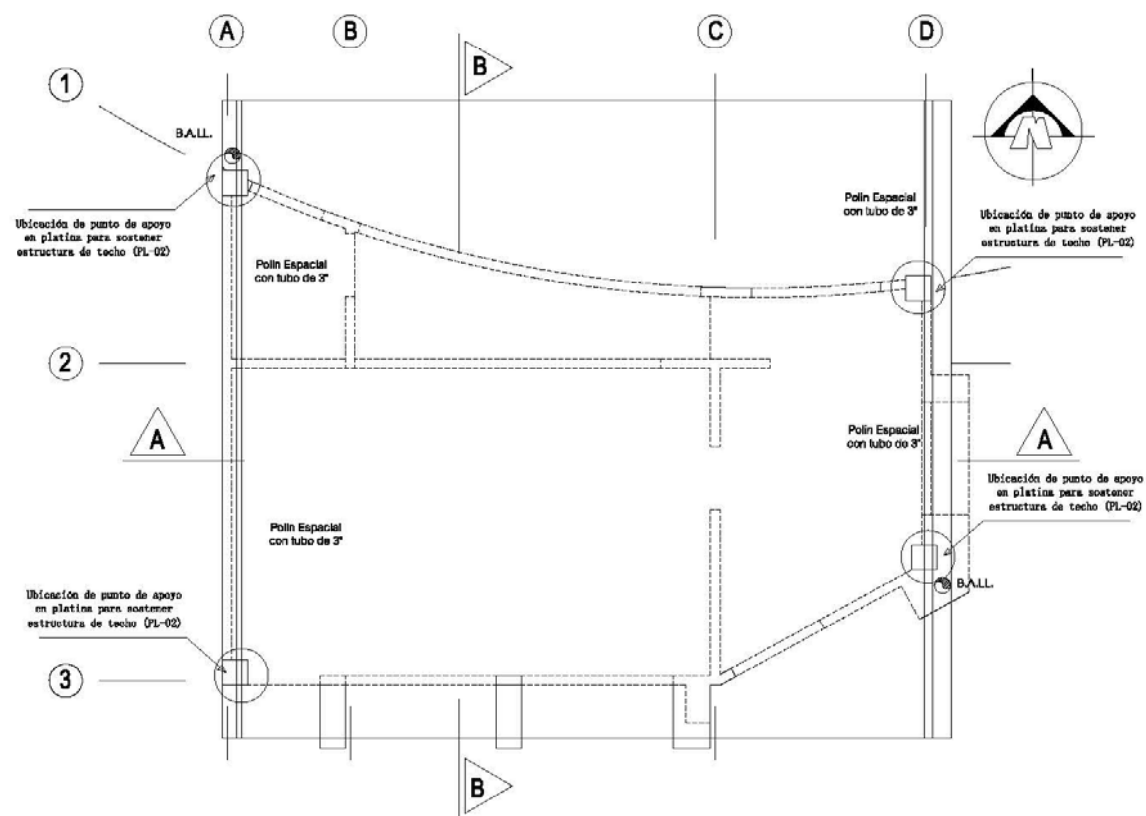 A
B
C
D
B
1
B.A.LL.
Ubicación de punto de apoyo
en platina para sostener
estructura de techo (PL-02)
Polin Espacial
con tubo de 3"
Polin Espacial
con tubo de 3"
Ubicación de punto de apoyo
en platina para sostener
estructura de techo (PL-02)
N
2
A
Polin Espacial
con tubo de 3"
A
Ubicación de punto de apoyo
en platina para sostener
estructura de techo (PL-02)
Polin Espacial
con tubo de 3"
B.A.LL.
Ubicación de punto de apoyo
en platina para sostener
estructura de techo (PL-02)
3
B